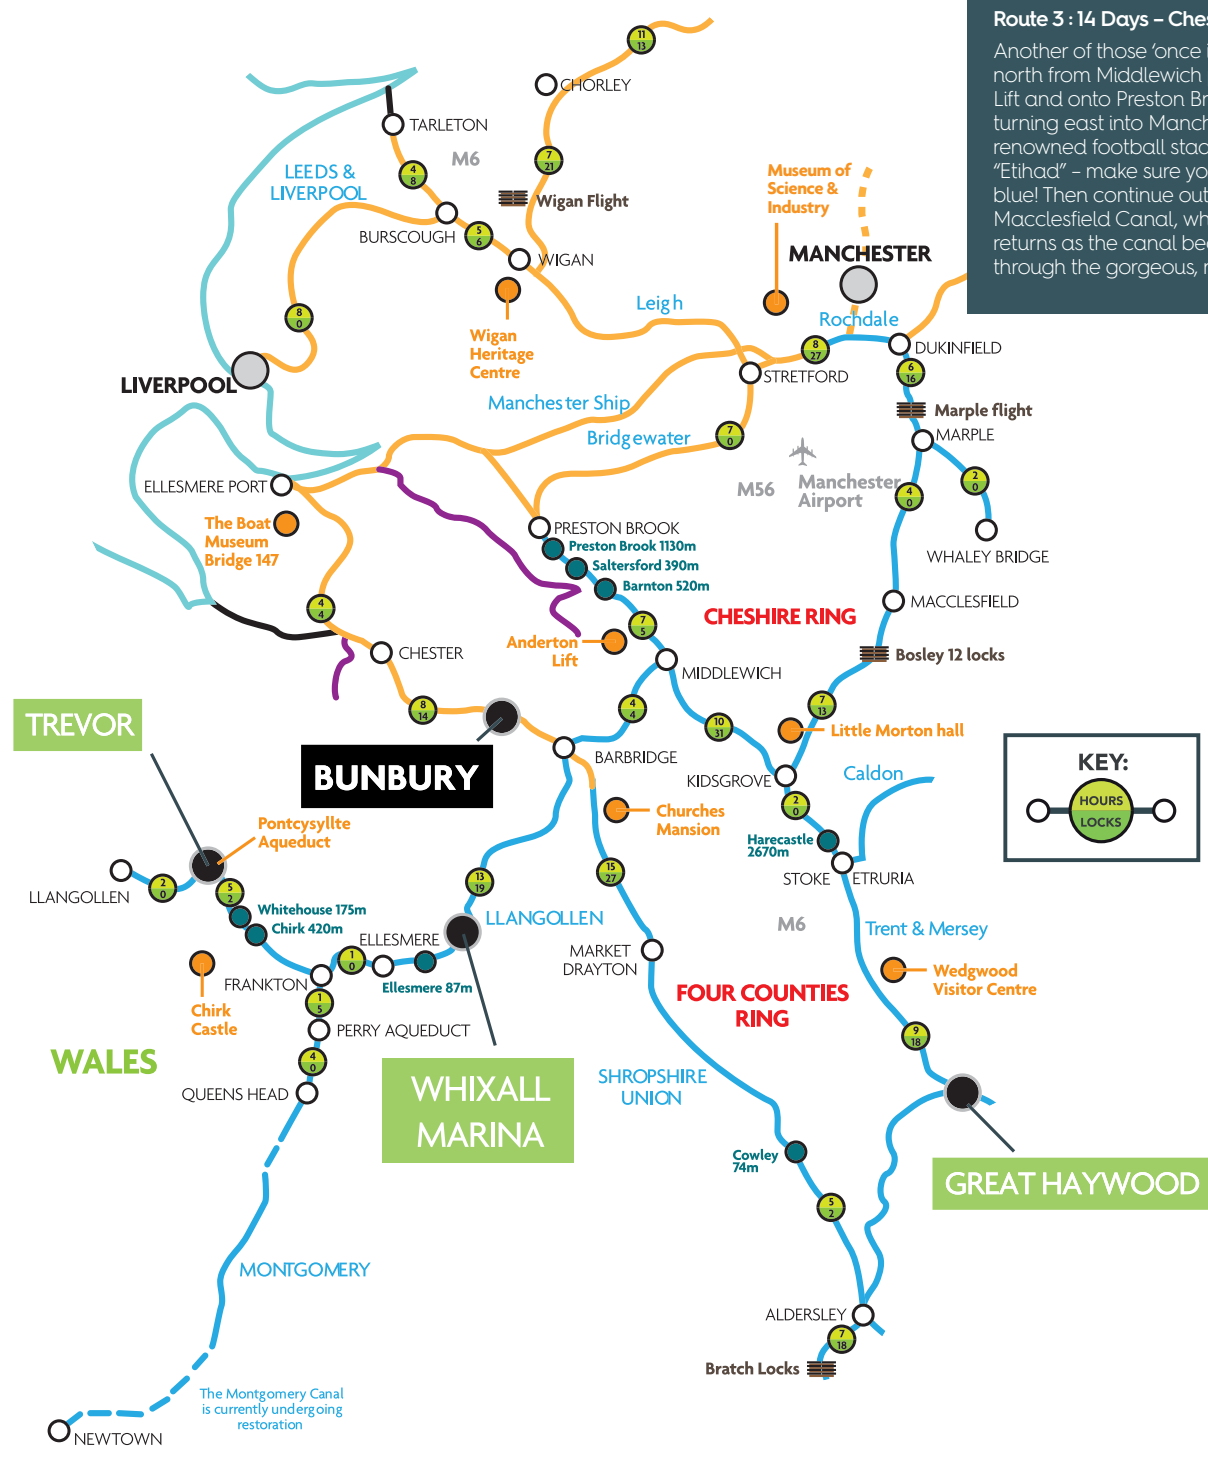 Route 3 : 14 Days – Ches
Another of those ‘once i
north from Middlewich
Lift and onto Preston Br
turning east into Manch
renowned football stad
“Etihad” – make sure yo
blue! Then continue out
Macclesfield Canal, wh
returns as the canal bec
through the gorgeous, r
11
13
CHORLEY
TARLETON
M6
LEEDS &
LIVERPOOL
4
8
7
21
Wigan Flight
Museum of
Science &
Industry
BURSCOUGH
5
6
WIGAN
MANCHESTER
Leigh
8
0
Rochdale
Wigan
Heritage
Centre
8
27
DUKINFIELD
6
16
STRETFORD
LIVERPOOL
Manchester Ship
Marple flight
Bridgewater
7
0
MARPLE
ELLESMERE PORT
M56
Manchester
Airport
4
0
2
0
The Boat
Museum
Bridge 147
PRESTON BROOK
Preston Brook 1130m
Saltersford 390m
Barnton 520m
WHALEY BRIDGE
4
4
CHESHIRE RING
MACCLESFIELD
7
5
Anderton
Lift
Bosley 12 locks
CHESTER
MIDDLEWICH
8
14
4
4
7
13
10
31
Little Morton hall
TREVOR
BUNBURY
BARBRIDGE
KIDSGROVE
Caldon
KEY:
HOURS
LOCKS
2
0
Pontcysyllte
Aqueduct
Churches
Mansion
Harecastle
2670m
STOKE
ETRURIA
LLANGOLLEN
2
0
5
2
13
19
15
27
Whitehouse 175m
Chirk 420m
LLANGOLLEN
M6
Trent & Mersey
ELLESMERE
1
0
MARKET
DRAYTON
FRANKTON
Ellesmere 87m
Wedgwood
Visitor Centre
Chirk
Castle
1
5
FOUR COUNTIES
RING
PERRY AQUEDUCT
9
18
WALES
4
0
QUEENS HEAD
WHIXALL
MARINA
SHROPSHIRE
UNION
Cowley
74m
GREAT HAYWOOD
5
2
MONTGOMERY
ALDERSLEY
7
18
Bratch Locks
The Montgomery Canal
is currently undergoing
restoration
NEWTOWN